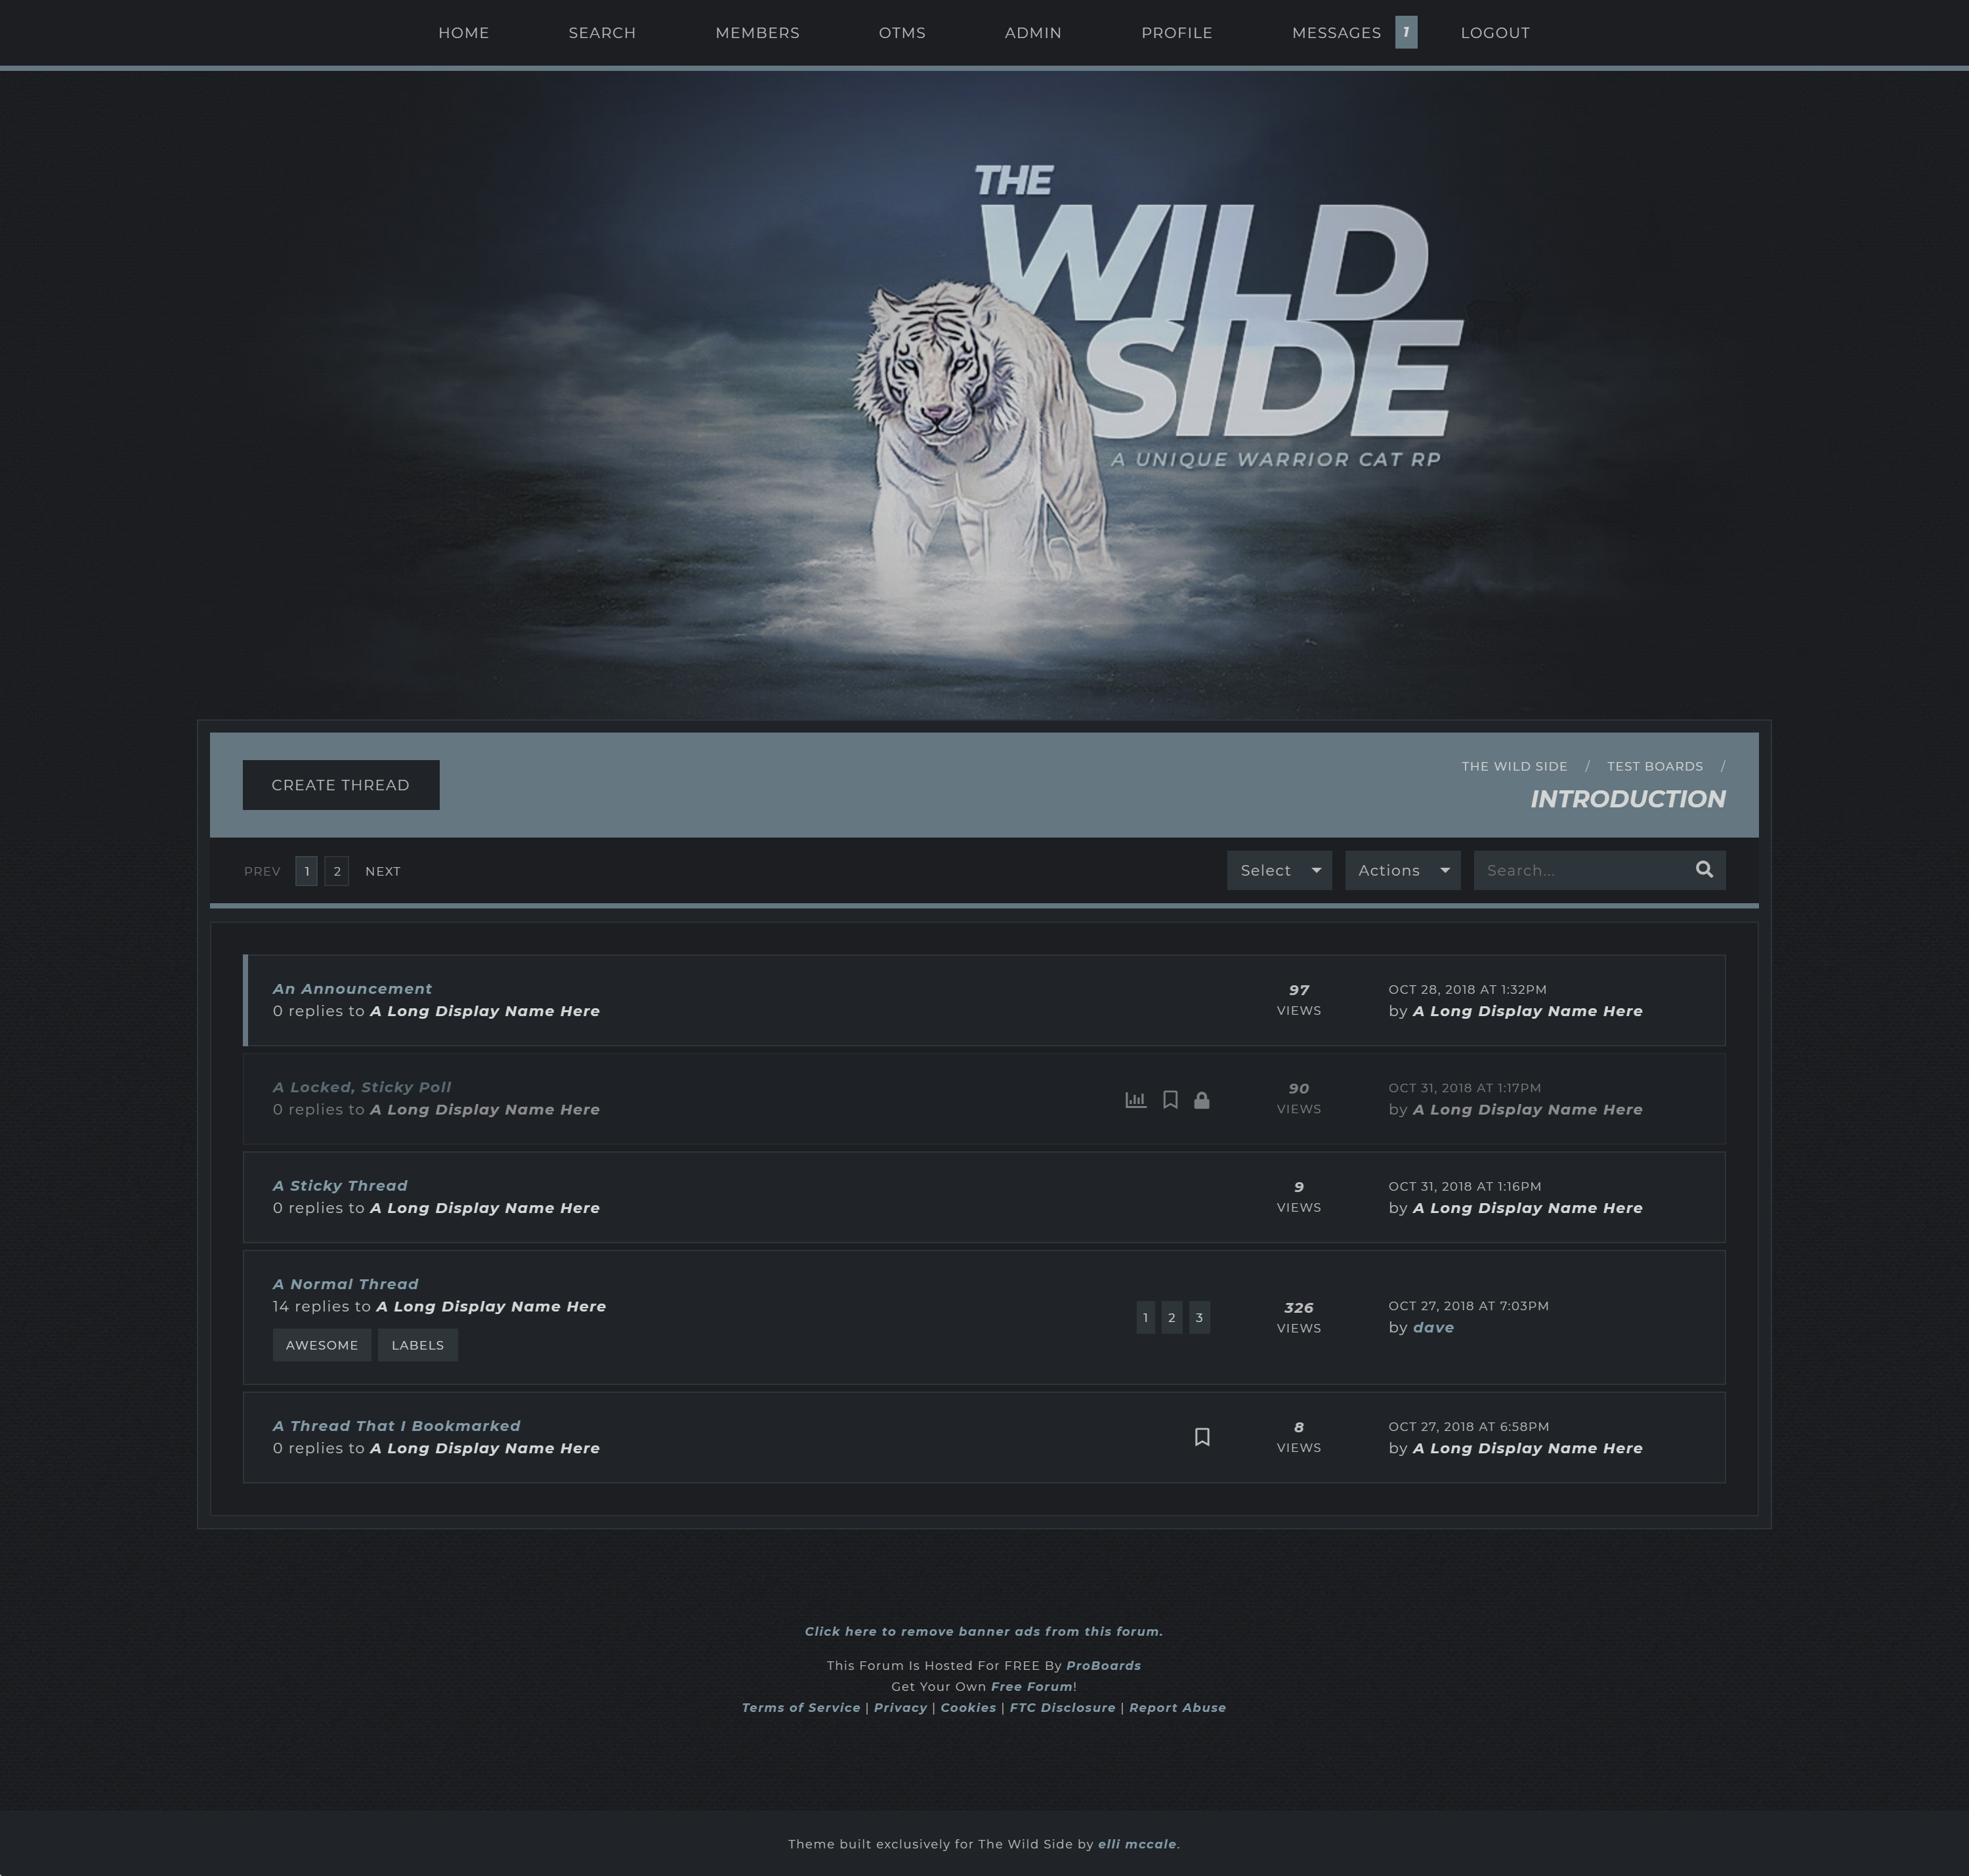 HOME SEARCH MEMBERS OTMS ADMIN PROFILE MESSAGES 1 LOGOUT
THE
WILD
SIDE
A UNIQUE WARRIOR CAT RP
CREATE THREAD
THE WILD SIDE / TEST BOARDS /
INTRODUCTION
PREV 1 2 NEXT Select Actions Search...
An Announcement
0 replies to A Long Display Name Here
97
VIEWS
OCT 28, 2018 AT 1:32PM
by A Long Display Name Here
A Locked, Sticky Poll
0 replies to A Long Display Name Here
90
VIEWS
OCT 31, 2018 AT 1:17PM
by A Long Display Name Here
A Sticky Thread
0 replies to A Long Display Name Here
9
VIEWS
OCT 31, 2018 AT 1:16PM
by A Long Display Name Here
A Normal Thread
14 replies to A Long Display Name Here
AWESOME LABELS
1 2 3
326
VIEWS
OCT 27, 2018 AT 7:03PM
by dave
A Thread That I Bookmarked
0 replies to A Long Display Name Here
8
VIEWS
OCT 27, 2018 AT 6:58PM
by A Long Display Name Here
Click here to remove banner ads from this forum.
This Forum Is Hosted For FREE By ProBoards
Get Your Own Free Forum!
Terms of Service | Privacy | Cookies | FTC Disclosure | Report Abuse
Theme built exclusively for The Wild Side by elli mccale.